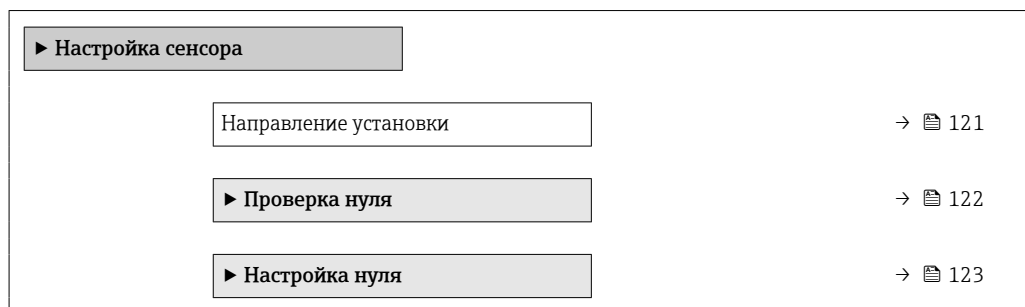 ▶ Настройка сенсора
Направление установки → 121
▶ Проверка нуля → 122
▶ Настройка нуля → 123